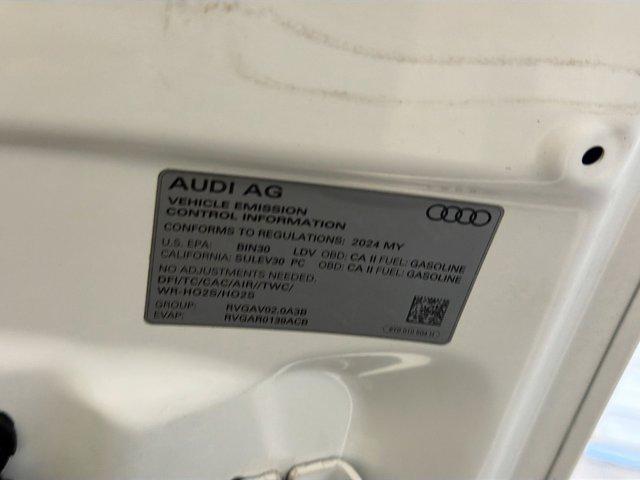 AUDI AG
VEHICLE EMISSION
CONTROL INFORMATION
CONFORMS TO REGULATIONS: 2024 MY
U.S. EPA: BIN30 LDV OBD: CA II FUEL: GASOLINE
CALIFORNIA: SULEV30 PC OBD: CA II FUEL: GASOLINE
NO ADJUSTMENTS NEEDED.
DFI/TC/CAC/AIR//TWC/
WR-HO2S/HO2S
GROUP: RVGAV02.0A3B
EVAP: RVGAR0139ACB